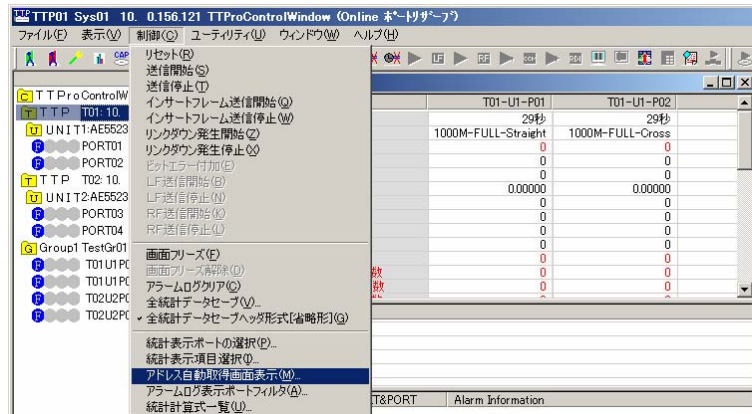 TTP01 Sys01 10. 0.156.121 TTProControlWindow (Online ﾎﾟｰﾄﾘｻﾞｰﾌﾞ)
ファイル(F) 表示(V) 制御(C) ユーティリティ(U) ウィンドウ(W) ヘルプ(H)
リセット(R)
送信開始(S)
送信停止(T)
インサートフレーム送信開始(Q)
インサートフレーム送信停止(W)
リンクダウン発生開始(Z)
リンクダウン発生停止(X)
ビットエラー付加(E)
LF送信開始(B)
LF送信停止(N)
RF送信開始(K)
RF送信停止(L)
画面フリーズ(F)
画面フリーズ解除(D)
アラームログクリア(C)
全統計データセーブ(V)...
全統計データセーブヘッダ形式[省略形](G)
統計表示ポートの選択(P)...
統計表示項目選択(I)...
アドレス自動取得画面表示(M)...
アラームログ表示ポートフィルタ(A)...
統計計算式一覧(U)...
TTProControlW
TTP T01: 10.
UNIT1:AE5523
PORT01
PORT02
TTP T02: 10.
UNIT2:AE5523
PORT03
PORT04
Group1 TestGr01
T01U1P
T01U1P
T02U2P
T02U2P
T01-U1-P01 T01-U1-P02
29秒 29秒
1000M-FULL-Straight 1000M-FULL-Cross
0 0
0 0
0 0
0.00000 0.00000
0 0
0 0
0 0
0 0
0 0
数 0 0
数 0 0
T&PORT Alarm Information